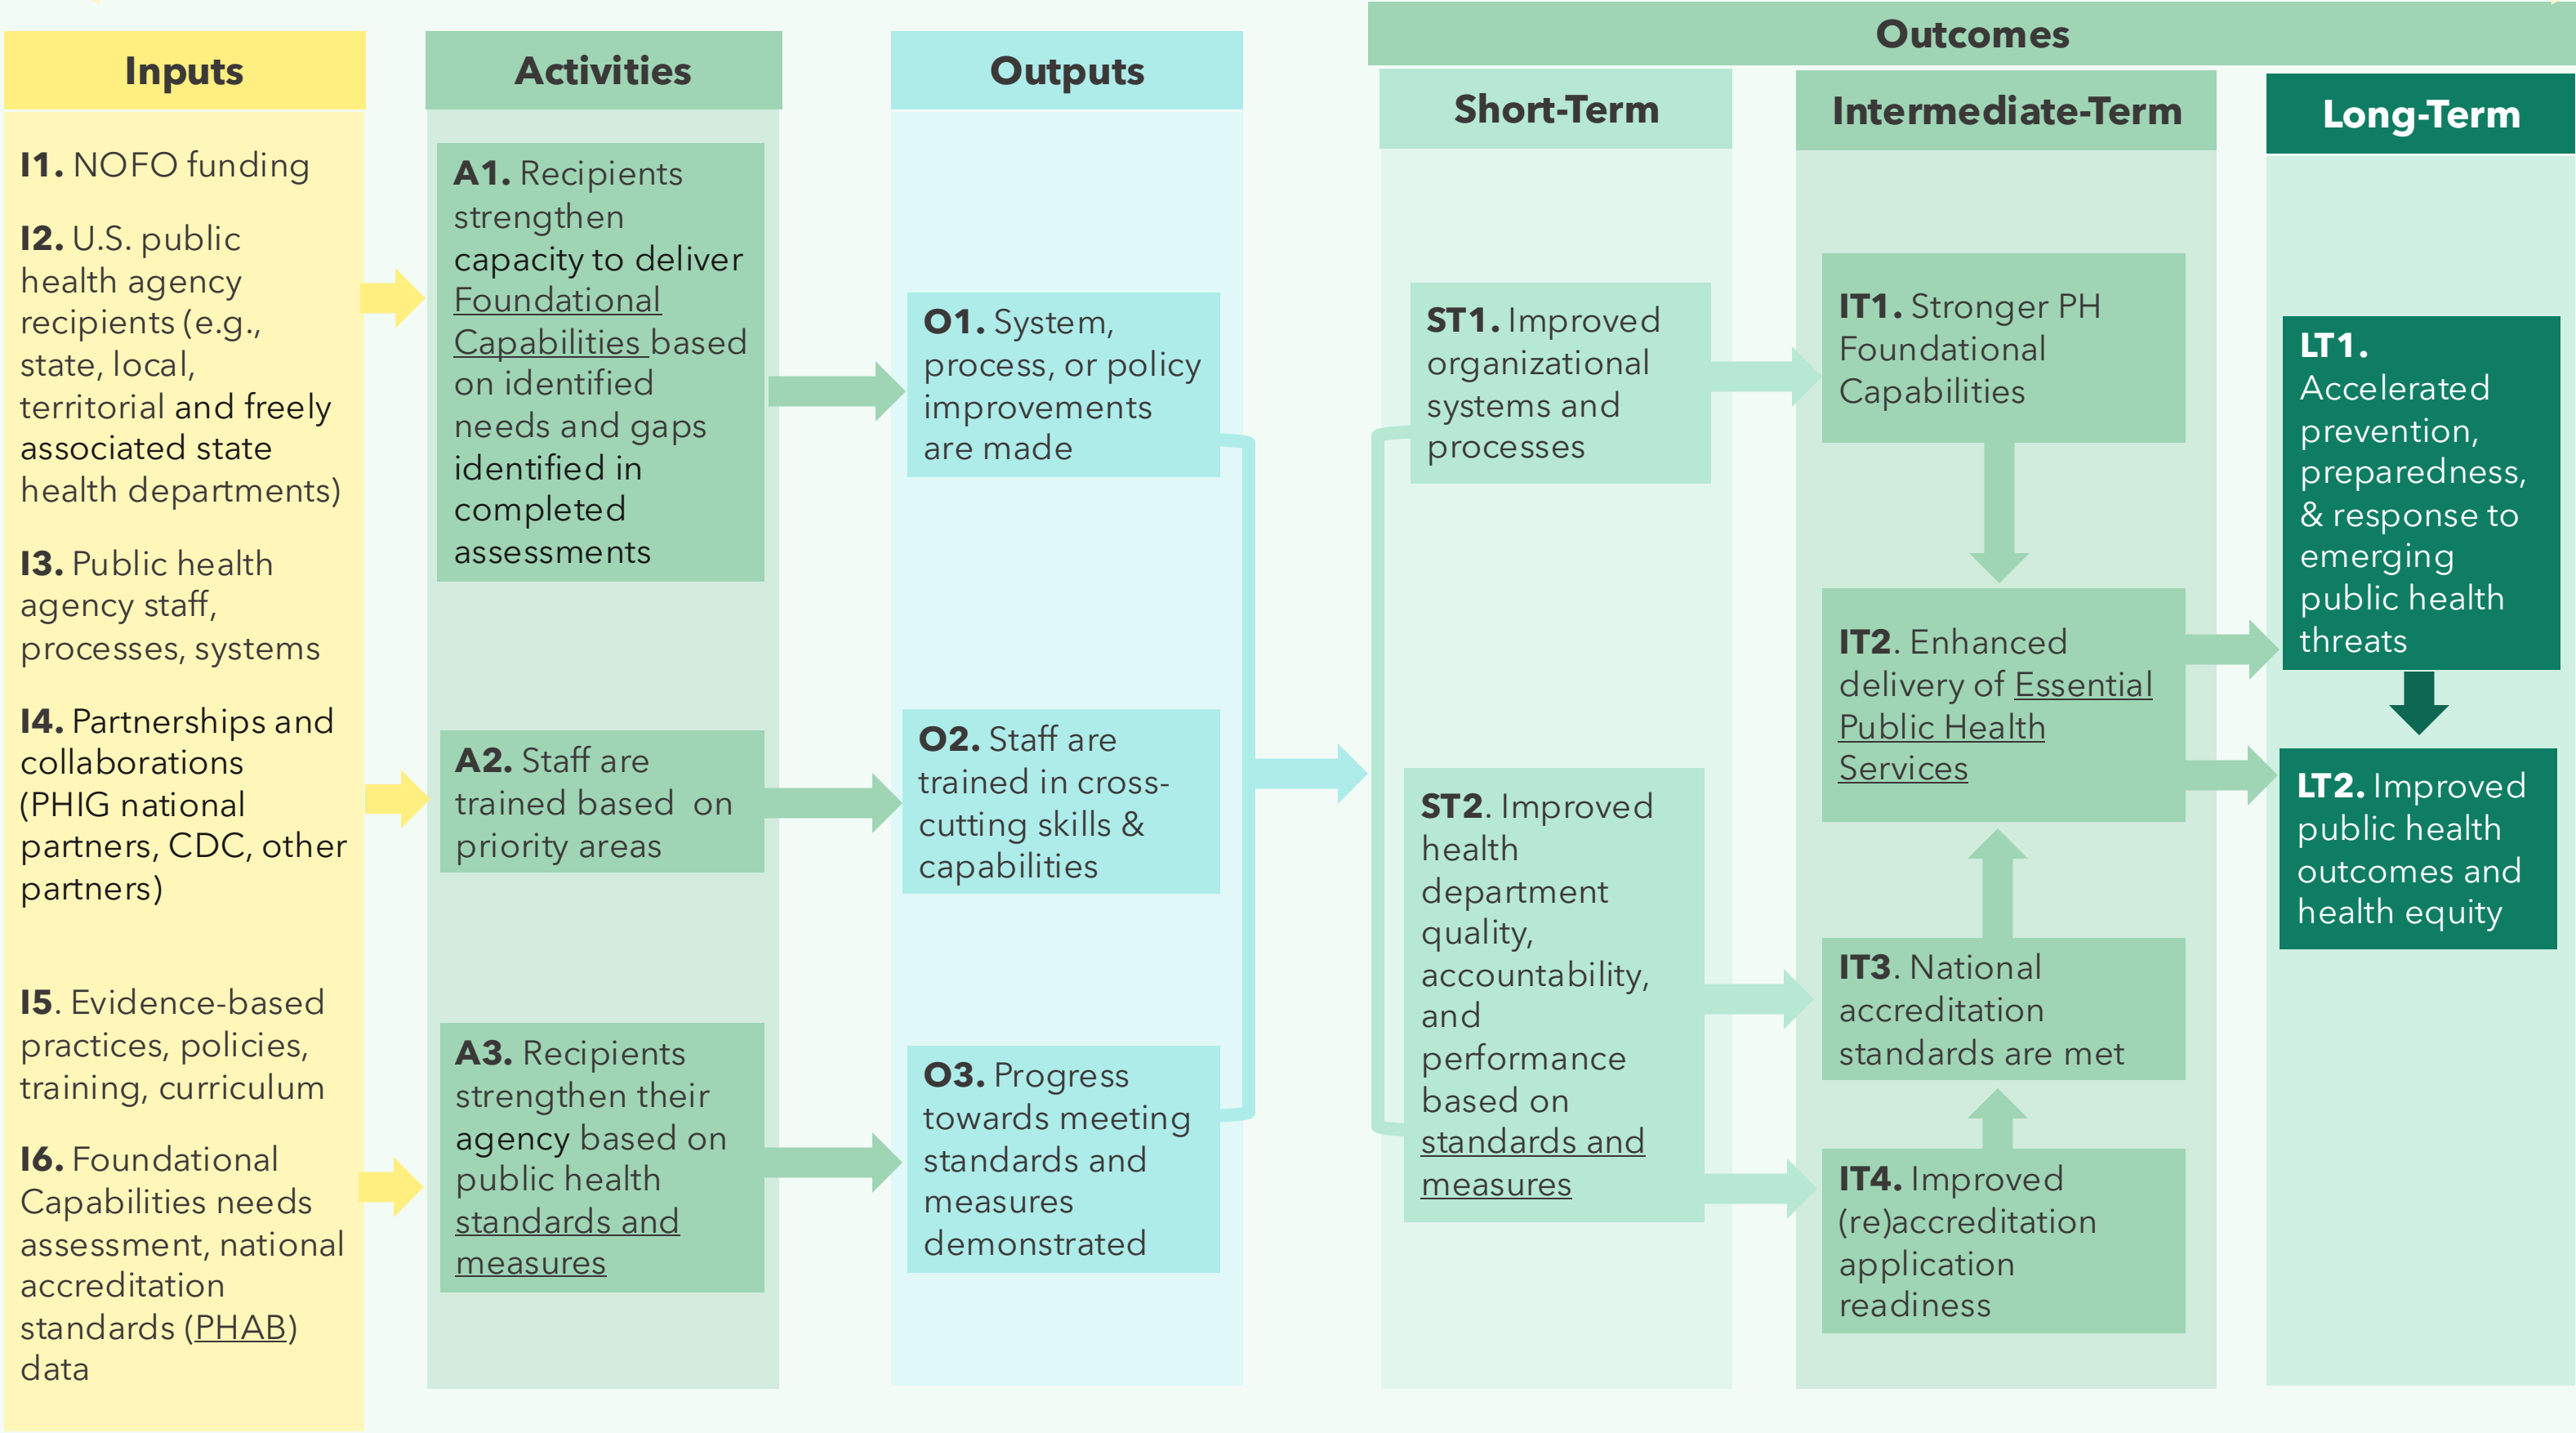 Inputs
I1. NOFO funding
I2. U.S. public
health agency
recipients (e.g.,
state, local,
territorial and freely
associated state
health departments)
I3. Public health
agency staff,
processes, systems
I4. Partnerships and
collaborations
(PHIG national
partners, CDC, other
partners)
I5. Evidence-based
practices, policies,
training, curriculum
I6. Foundational
Capabilities needs
assessment, national
accreditation
standards (PHAB)
data
Activities
A1. Recipients
strengthen
capacity to deliver
Foundational
Capabilities based
on identified
needs and gaps
identified in
completed
assessments
A2. Staff are
trained based on
priority areas
A3. Recipients
strengthen their
agency based on
public health
standards and
measures
Outputs
O1. System,
process, or policy
improvements
are made
O2. Staff are
trained in cross-
cutting skills &
capabilities
O3. Progress
towards meeting
standards and
measures
demonstrated
Outcomes
Short-Term
ST1. Improved
organizational
systems and
processes
ST2. Improved
health
department
quality,
accountability,
and
performance
based on
standards and
measures
Intermediate-Term
IT1. Stronger PH
Foundational
Capabilities
IT2. Enhanced
delivery of Essential
Public Health
Services
IT3. National
accreditation
standards are met
IT4. Improved
(re)accreditation
application
readiness
Long-Term
LT1.
Accelerated
prevention,
preparedness,
& response to
emerging
public health
threats
LT2. Improved
public health
outcomes and
health equity